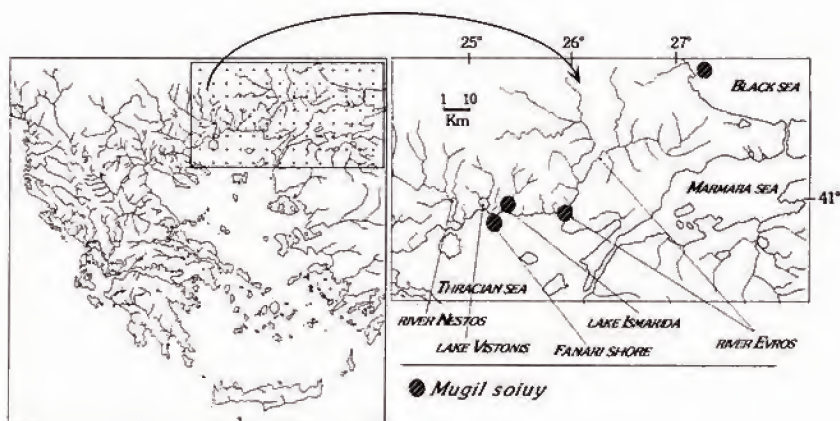 25°
26°
27°
BLACK SEA
1 10
Km
MARMARA SEA
41°
THRACIAN SEA
RIVER NESTOS
LAKE ISMARIDA
LAKE VISTONIS
FANARI SHORE
RIVER EVROS
Mugil soiuy